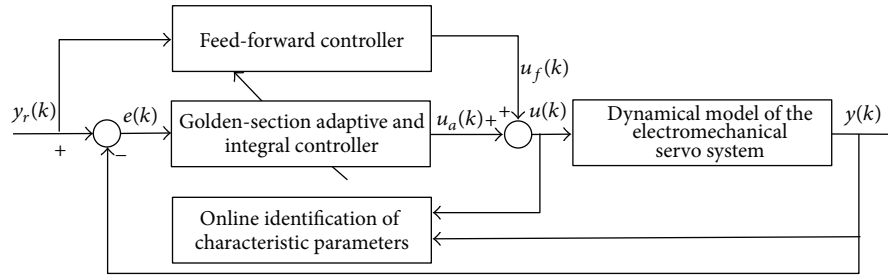 Feed-forward controller
u_f(k)
y_r(k)
e(k)
Golden-section adaptive and
integral controller
u_a(k)
+
+
u(k)
Dynamical model of the
electromechanical
servo system
y(k)
+
−
Online identification of
characteristic parameters